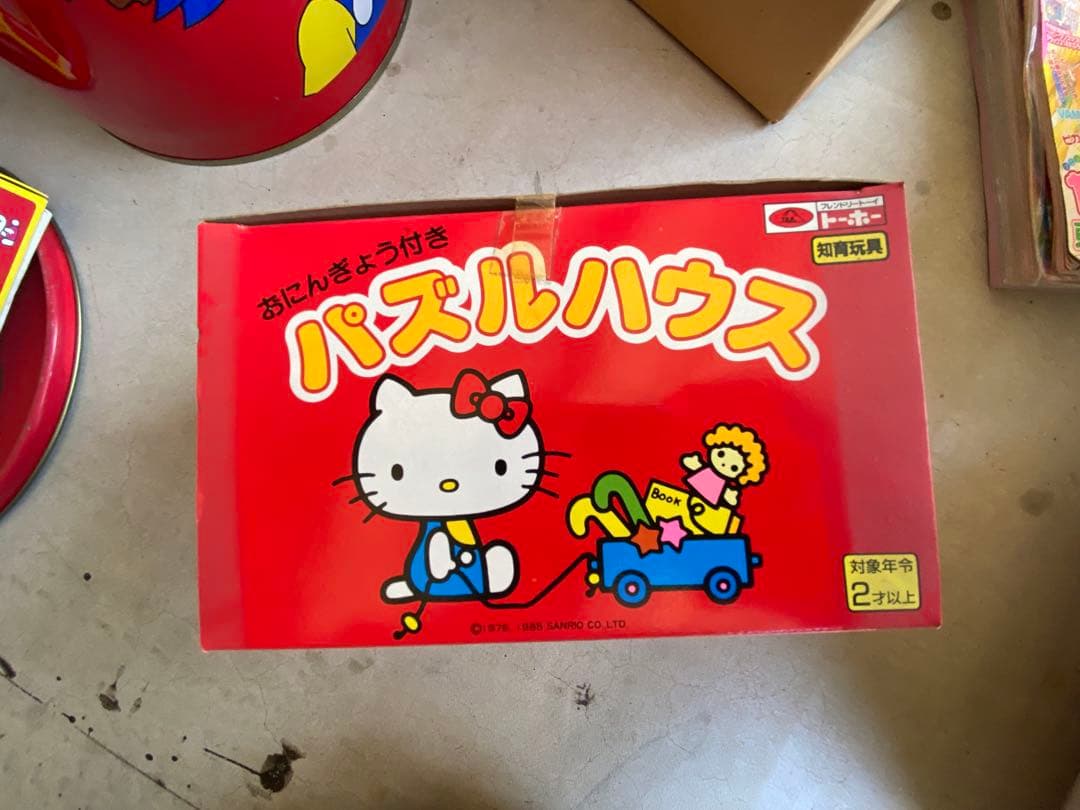 フレンドリートーイ
トーホー
知育玩具
おにんぎょう付き
パズルハウス
Book
対象年令
2才以上
©1976, 1985 SANRIO CO.,LTD.